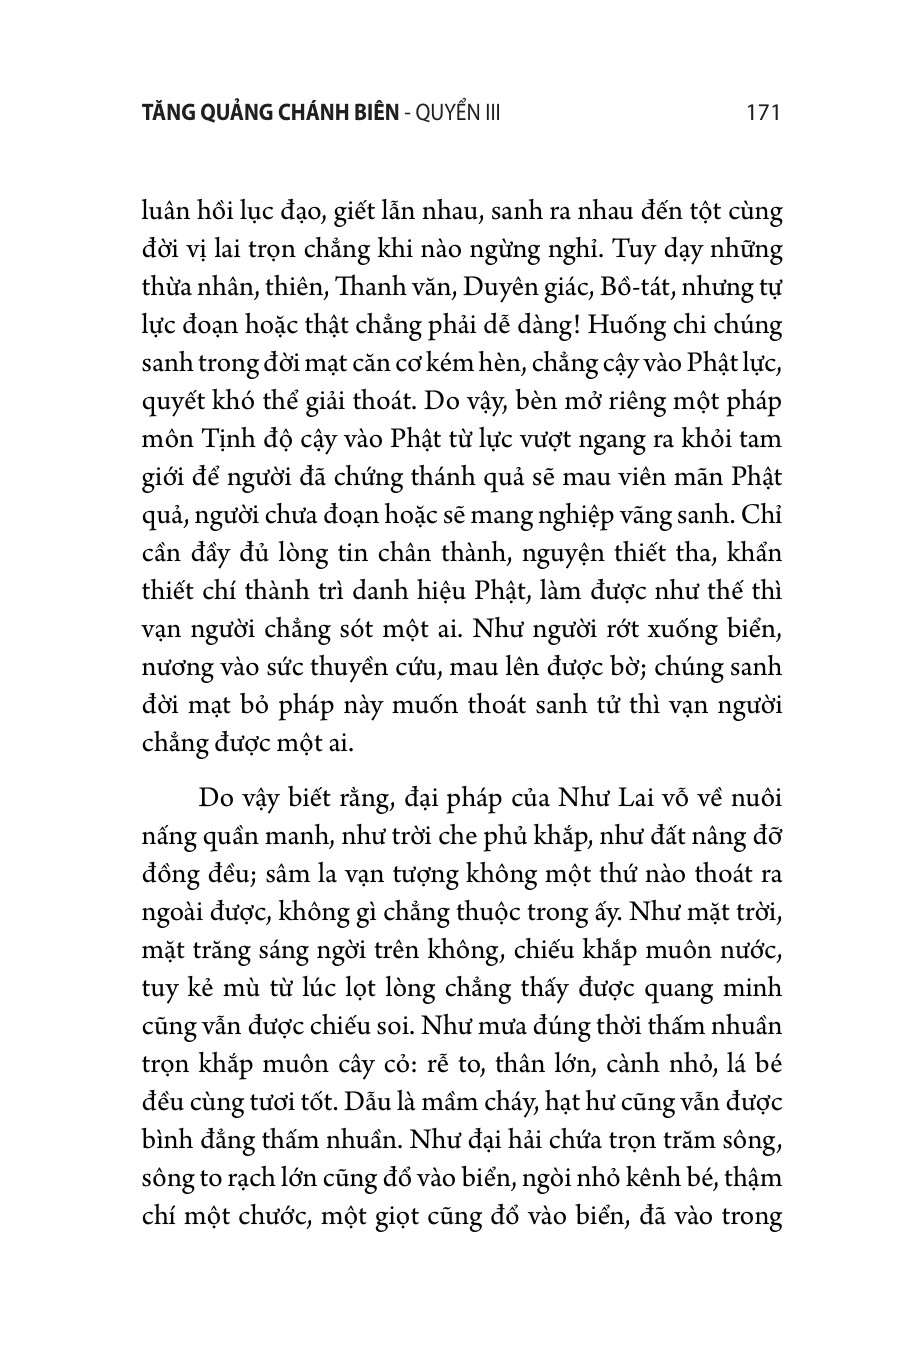 TĂNG QUẢNG CHÁNH BIÊN - QUYỂN III 171
luân hồi lục đạo, giết lẫn nhau, sanh ra nhau đến tột cùng
đời vị lai trọn chẳng khi nào ngừng nghỉ. Tuy dạy những
thừa nhân, thiên, Thanh văn, Duyên giác, Bồ-tát, nhưng tự
lực đoạn hoặc thật chẳng phải dễ dàng! Huống chi chúng
sanh trong đời mạt căn cơ kém hèn, chẳng cậy vào Phật lực,
quyết khó thể giải thoát. Do vậy, bèn mở riêng một pháp
môn Tịnh độ cậy vào Phật từ lực vượt ngang ra khỏi tam
giới để người đã chứng thánh quả sẽ mau viên mãn Phật
quả, người chưa đoạn hoặc sẽ mang nghiệp vãng sanh. Chỉ
cần đầy đủ lòng tin chân thành, nguyện thiết tha, khẩn
thiết chí thành trì danh hiệu Phật, làm được như thế thì
vạn người chẳng sót một ai. Như người rớt xuống biển,
nương vào sức thuyền cứu, mau lên được bờ; chúng sanh
đời mạt bỏ pháp này muốn thoát sanh tử thì vạn người
chẳng được một ai.
Do vậy biết rằng, đại pháp của Như Lai vỗ về nuôi
nấng quần manh, như trời che phủ khắp, như đất nâng đỡ
đồng đều; sâm la vạn tượng không một thứ nào thoát ra
ngoài được, không gì chẳng thuộc trong ấy. Như mặt trời,
mặt trăng sáng ngời trên không, chiếu khắp muôn nước,
tuy kẻ mù từ lúc lọt lòng chẳng thấy được quang minh
cũng vẫn được chiếu soi. Như mưa đúng thời thấm nhuần
trọn khắp muôn cây cỏ: rễ to, thân lớn, cành nhỏ, lá bé
đều cùng tươi tốt. Dẫu là mầm cháy, hạt hư cũng vẫn được
bình đẳng thấm nhuần. Như đại hải chứa trọn trăm sông,
sông to rạch lớn cũng đổ vào biển, ngòi nhỏ kênh bé, thậm
chí một chước, một giọt cũng đổ vào biển, đã vào trong